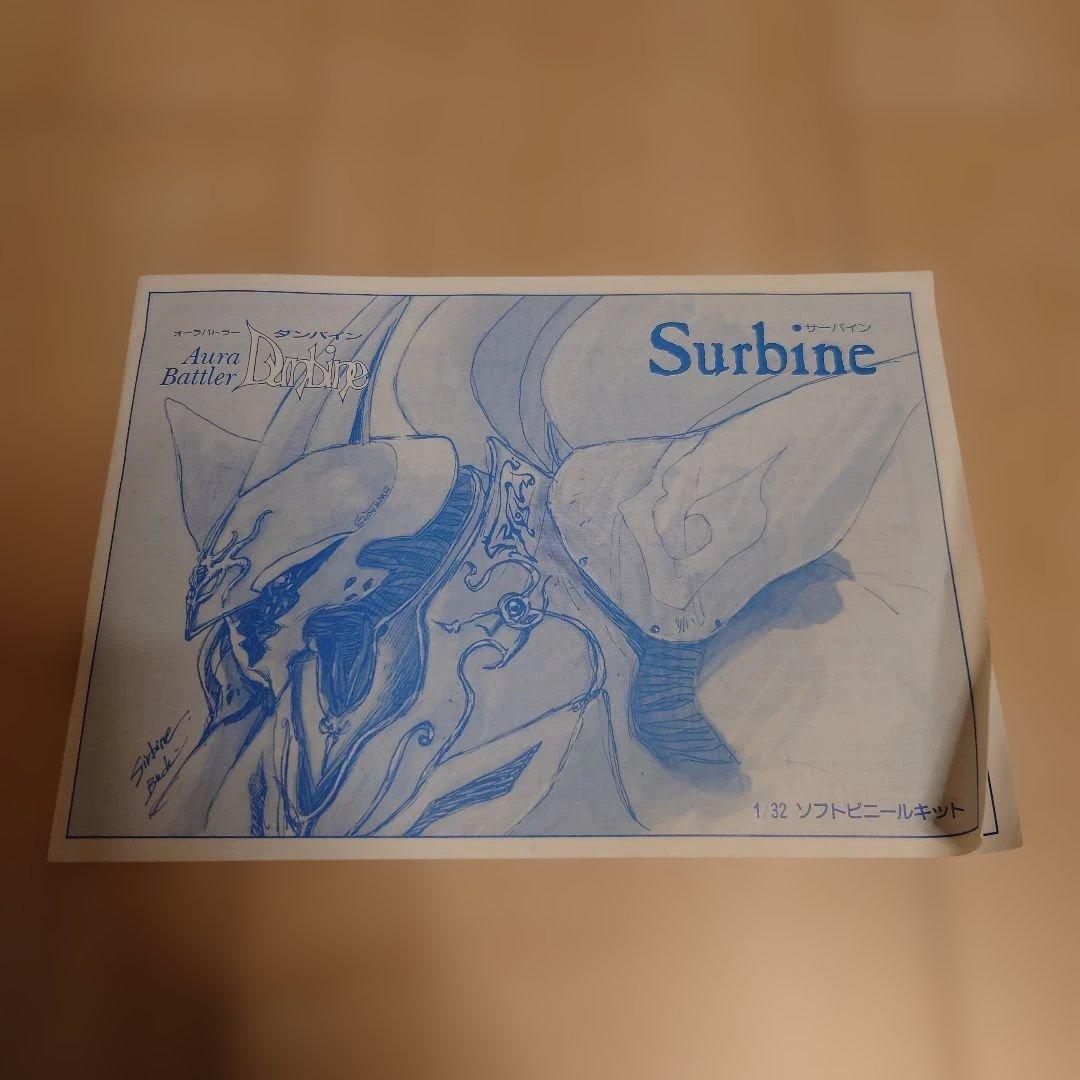 オーラバトラー ダンバイン
Aura
Battler Dunbine
サーバイン
Surbine
Sirbine
1/32 ソフトビニールキット